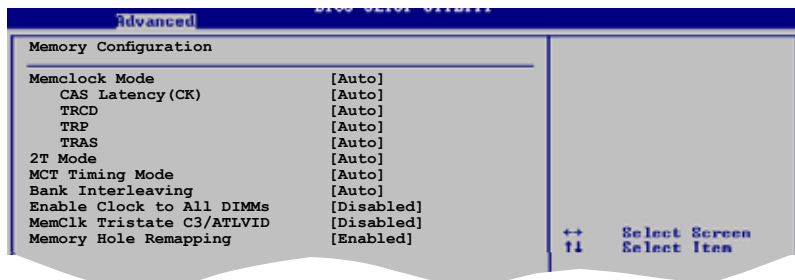 Advanced
Memory Configuration
Memclock Mode [Auto]
CAS Latency(CK) [Auto]
TRCD [Auto]
TRP [Auto]
TRAS [Auto]
2T Mode [Auto]
MCT Timing Mode [Auto]
Bank Interleaving [Auto]
Enable Clock to All DIMMs [Disabled]
MemClk Tristate C3/ATLVID [Disabled]
Memory Hole Remapping [Enabled]
↔ Select Screen
↑↓ Select Item